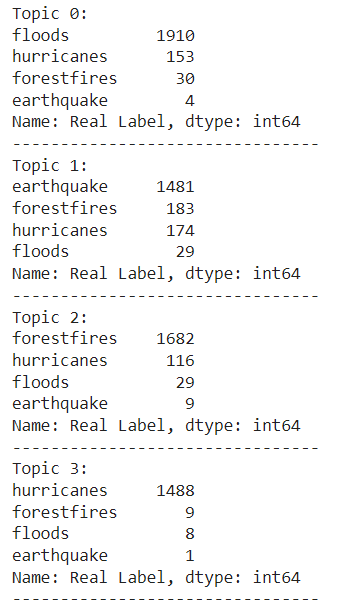 Topic 0:
floods         1910
hurricanes      153
forestfires      30
earthquake        4
Name: Real Label, dtype: int64
-------------------------------
Topic 1:
earthquake     1481
forestfires     183
hurricanes      174
floods           29
Name: Real Label, dtype: int64
-------------------------------
Topic 2:
forestfires    1682
hurricanes      116
floods           29
earthquake        9
Name: Real Label, dtype: int64
-------------------------------
Topic 3:
hurricanes     1488
forestfires       9
floods            8
earthquake        1
Name: Real Label, dtype: int64
-------------------------------